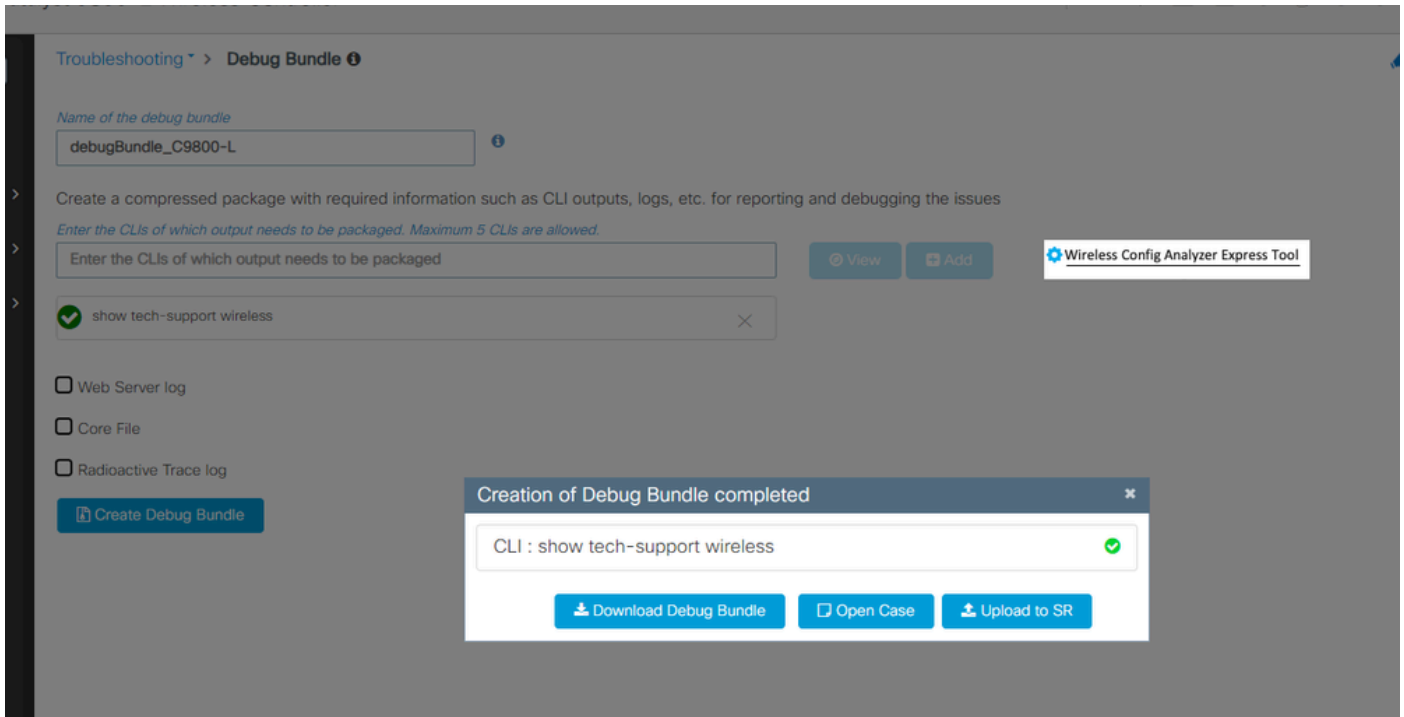 Troubleshooting > Debug Bundle
Name of the debug bundle
debugBundle_C9800-L
Create a compressed package with required information such as CLI outputs, logs, etc. for reporting and debugging the issues
Enter the CLIs of which output needs to be packaged. Maximum 5 CLIs are allowed.
Enter the CLIs of which output needs to be packaged
View
Add
Wireless Config Analyzer Express Tool
show tech-support wireless
Web Server log
Core File
Radioactive Trace log
Create Debug Bundle
Creation of Debug Bundle completed
CLI : show tech-support wireless
Download Debug Bundle
Open Case
Upload to SR